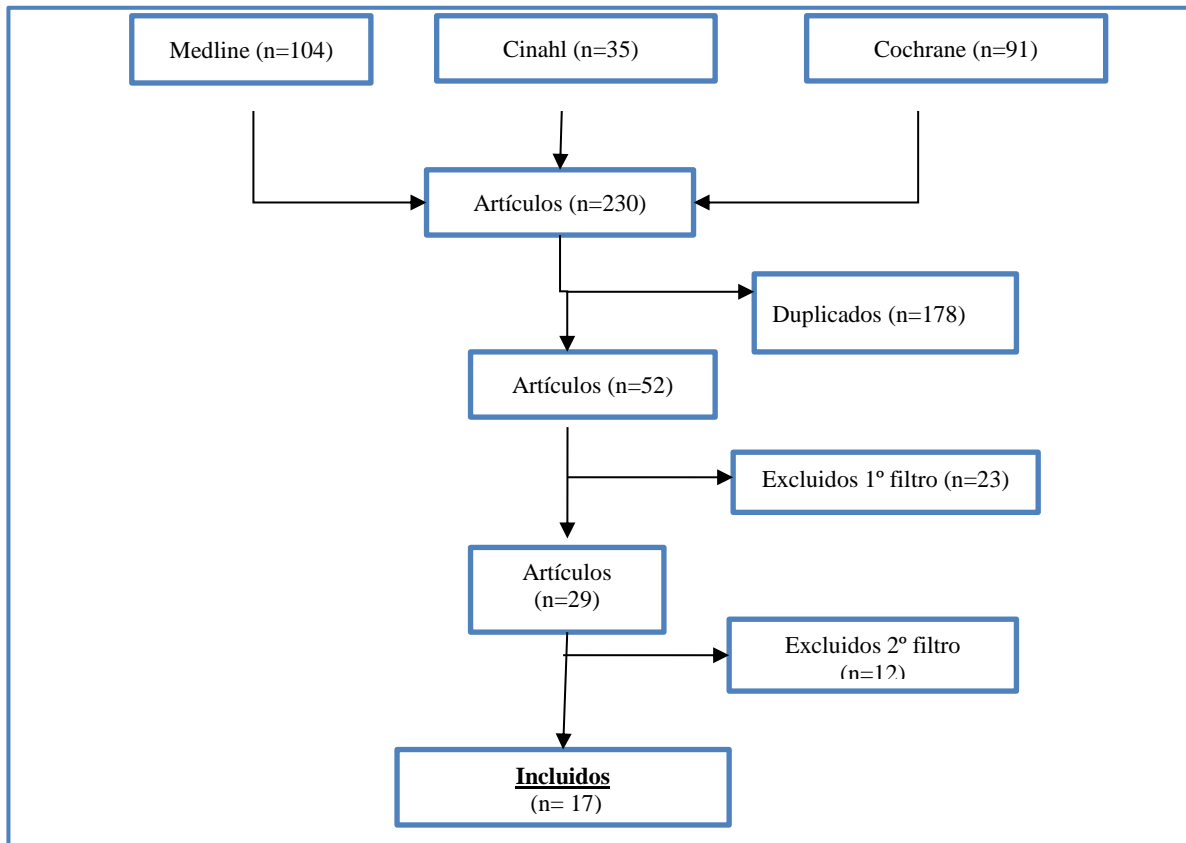 Medline (n=104)
Cinahl (n=35)
Cochrane (n=91)
Artículos (n=230)
Duplicados (n=178)
Artículos (n=52)
Excluidos 1º filtro (n=23)
Artículos
(n=29)
Excluidos 2º filtro
(n=12)
Incluidos
(n= 17)